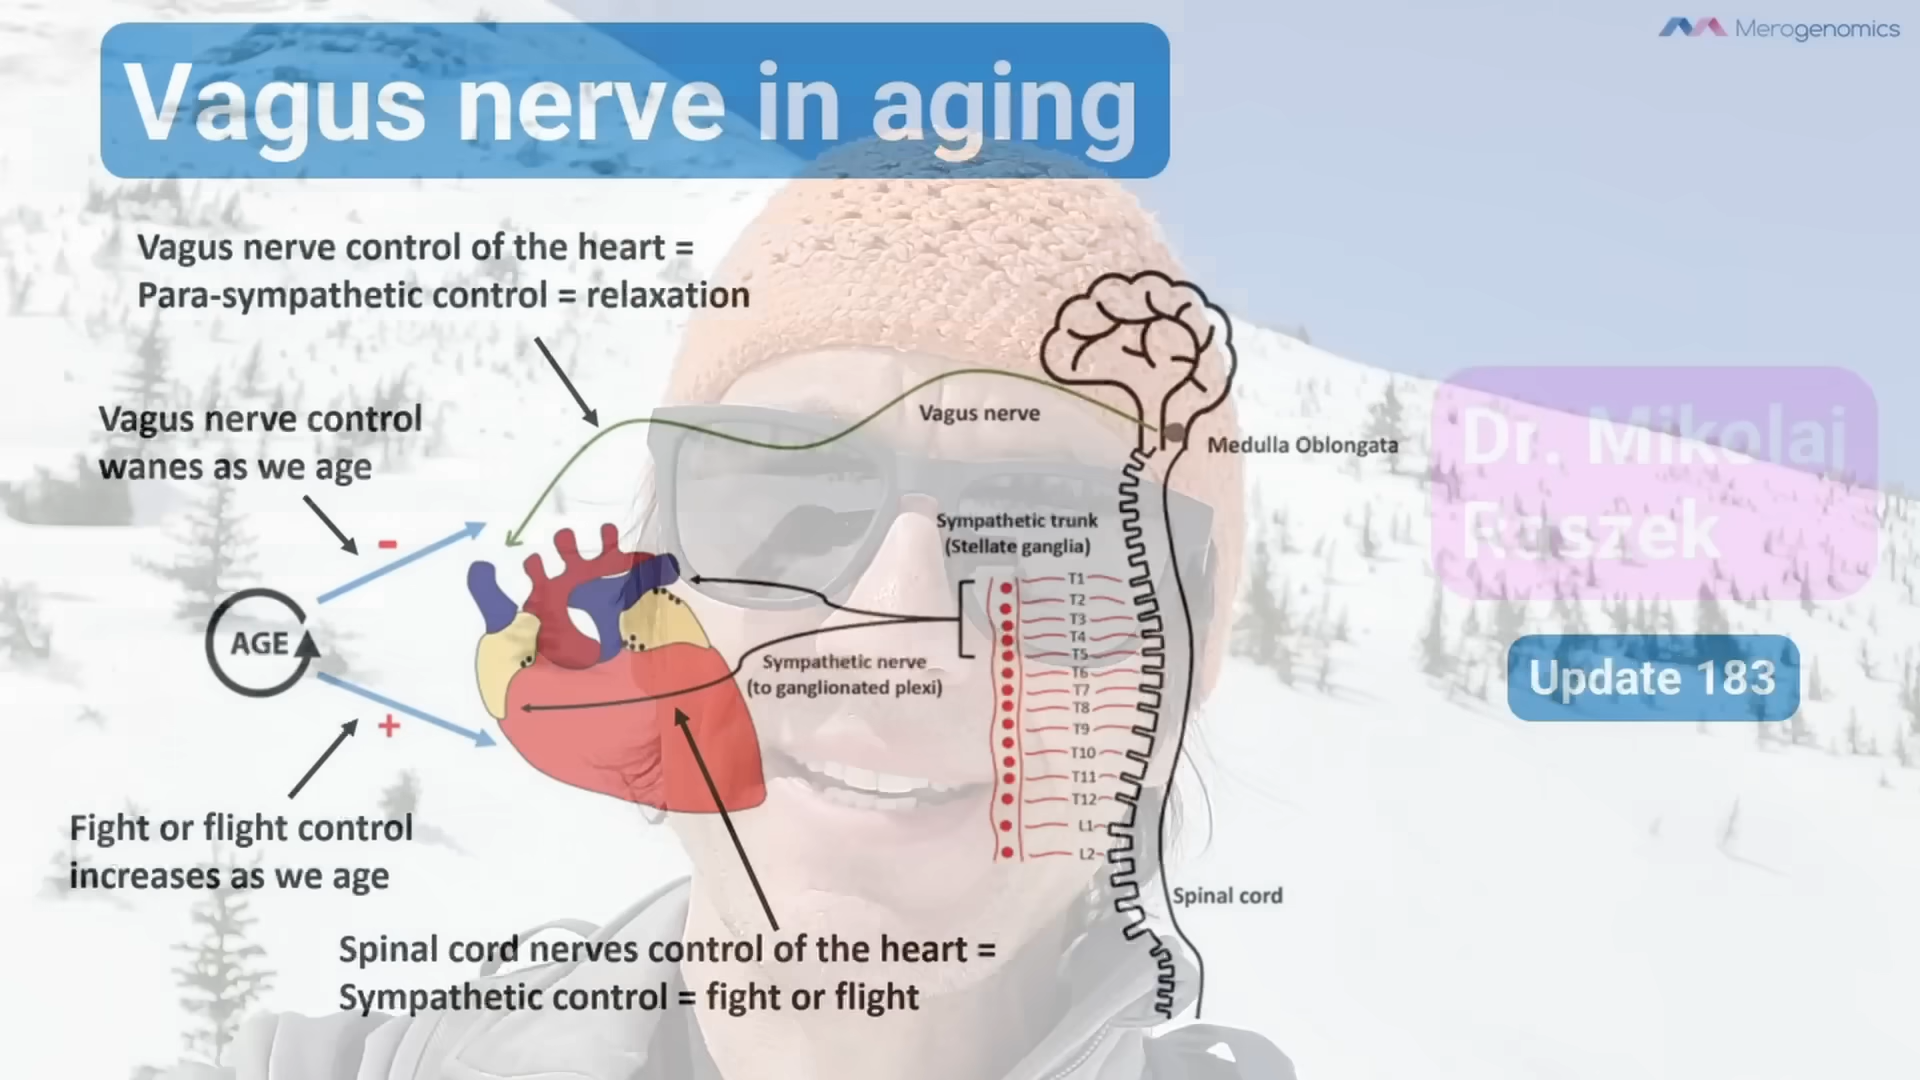 Merogenomics
Vagus nerve in aging
Vagus nerve control of the heart =
Para-sympathetic control = relaxation
Vagus nerve control
wanes as we age
-
AGE
+
Fight or flight control
increases as we age
Vagus nerve
Medulla Oblongata
Sympathetic trunk
(Stellate ganglia)
T1
T2
T3
T4
T5
T6
T7
T8
T9
T10
T11
T12
L1
L2
Sympathetic nerve
(to ganglionated plexi)
Spinal cord
Spinal cord nerves control of the heart =
Sympathetic control = fight or flight
Dr. Mikolaj
Raszek
Update 183